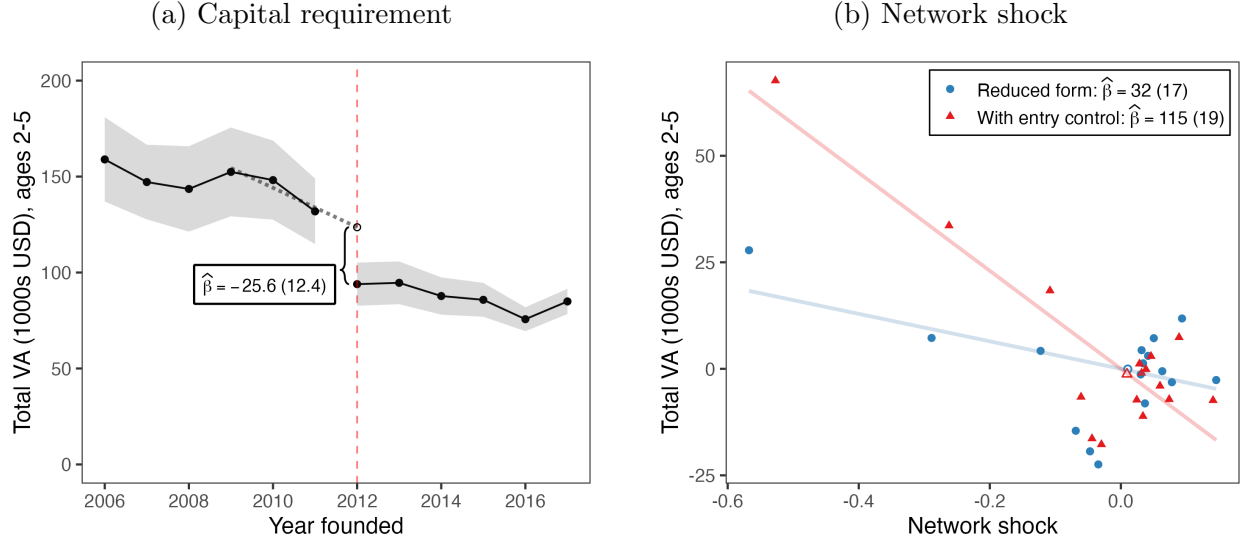 (a) Capital requirement
Total VA (1000s USD), ages 2-5
200
150
100
50
0
β̂ = −25.6 (12.4)
2006 2008 2010 2012 2014 2016
Year founded
(b) Network shock
Total VA (1000s USD), ages 2-5
50
25
0
-25
Reduced form: β̂ = 32 (17)
With entry control: β̂ = 115 (19)
-0.6 -0.4 -0.2 0.0
Network shock